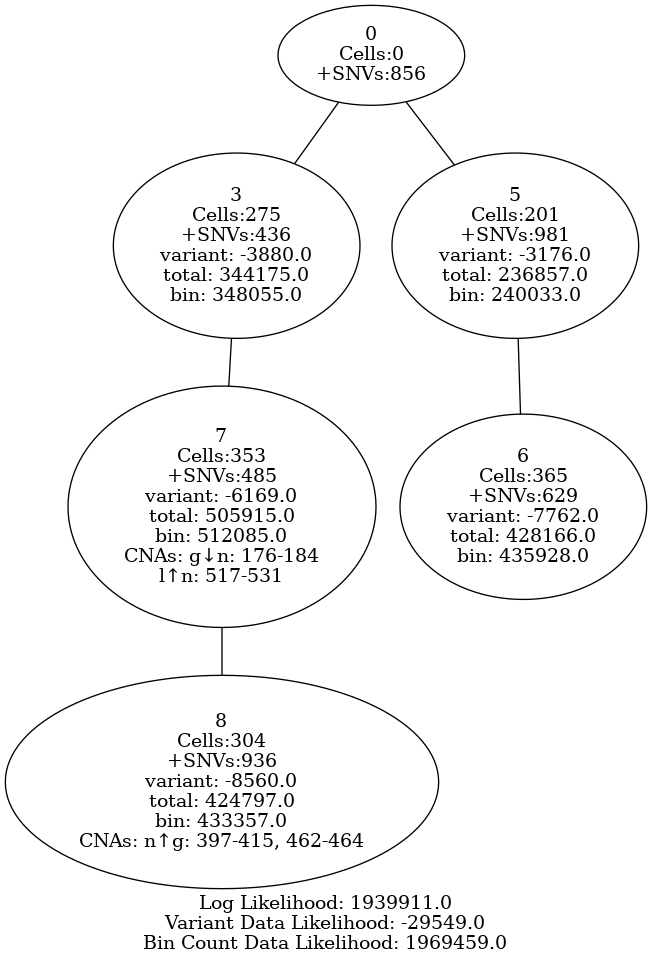 0
Cells:0
+SNVs:856
3
Cells:275
+SNVs:436
variant: -3880.0
total: 344175.0
bin: 348055.0
5
Cells:201
+SNVs:981
variant: -3176.0
total: 236857.0
bin: 240033.0
7
Cells:353
+SNVs:485
variant: -6169.0
total: 505915.0
bin: 512085.0
CNAs: g↓n: 176-184
l↑n: 517-531
6
Cells:365
+SNVs:629
variant: -7762.0
total: 428166.0
bin: 435928.0
8
Cells:304
+SNVs:936
variant: -8560.0
total: 424797.0
bin: 433357.0
CNAs: n↑g: 397-415, 462-464
Log Likelihood: 1939911.0
Variant Data Likelihood: -29549.0
Bin Count Data Likelihood: 1969459.0